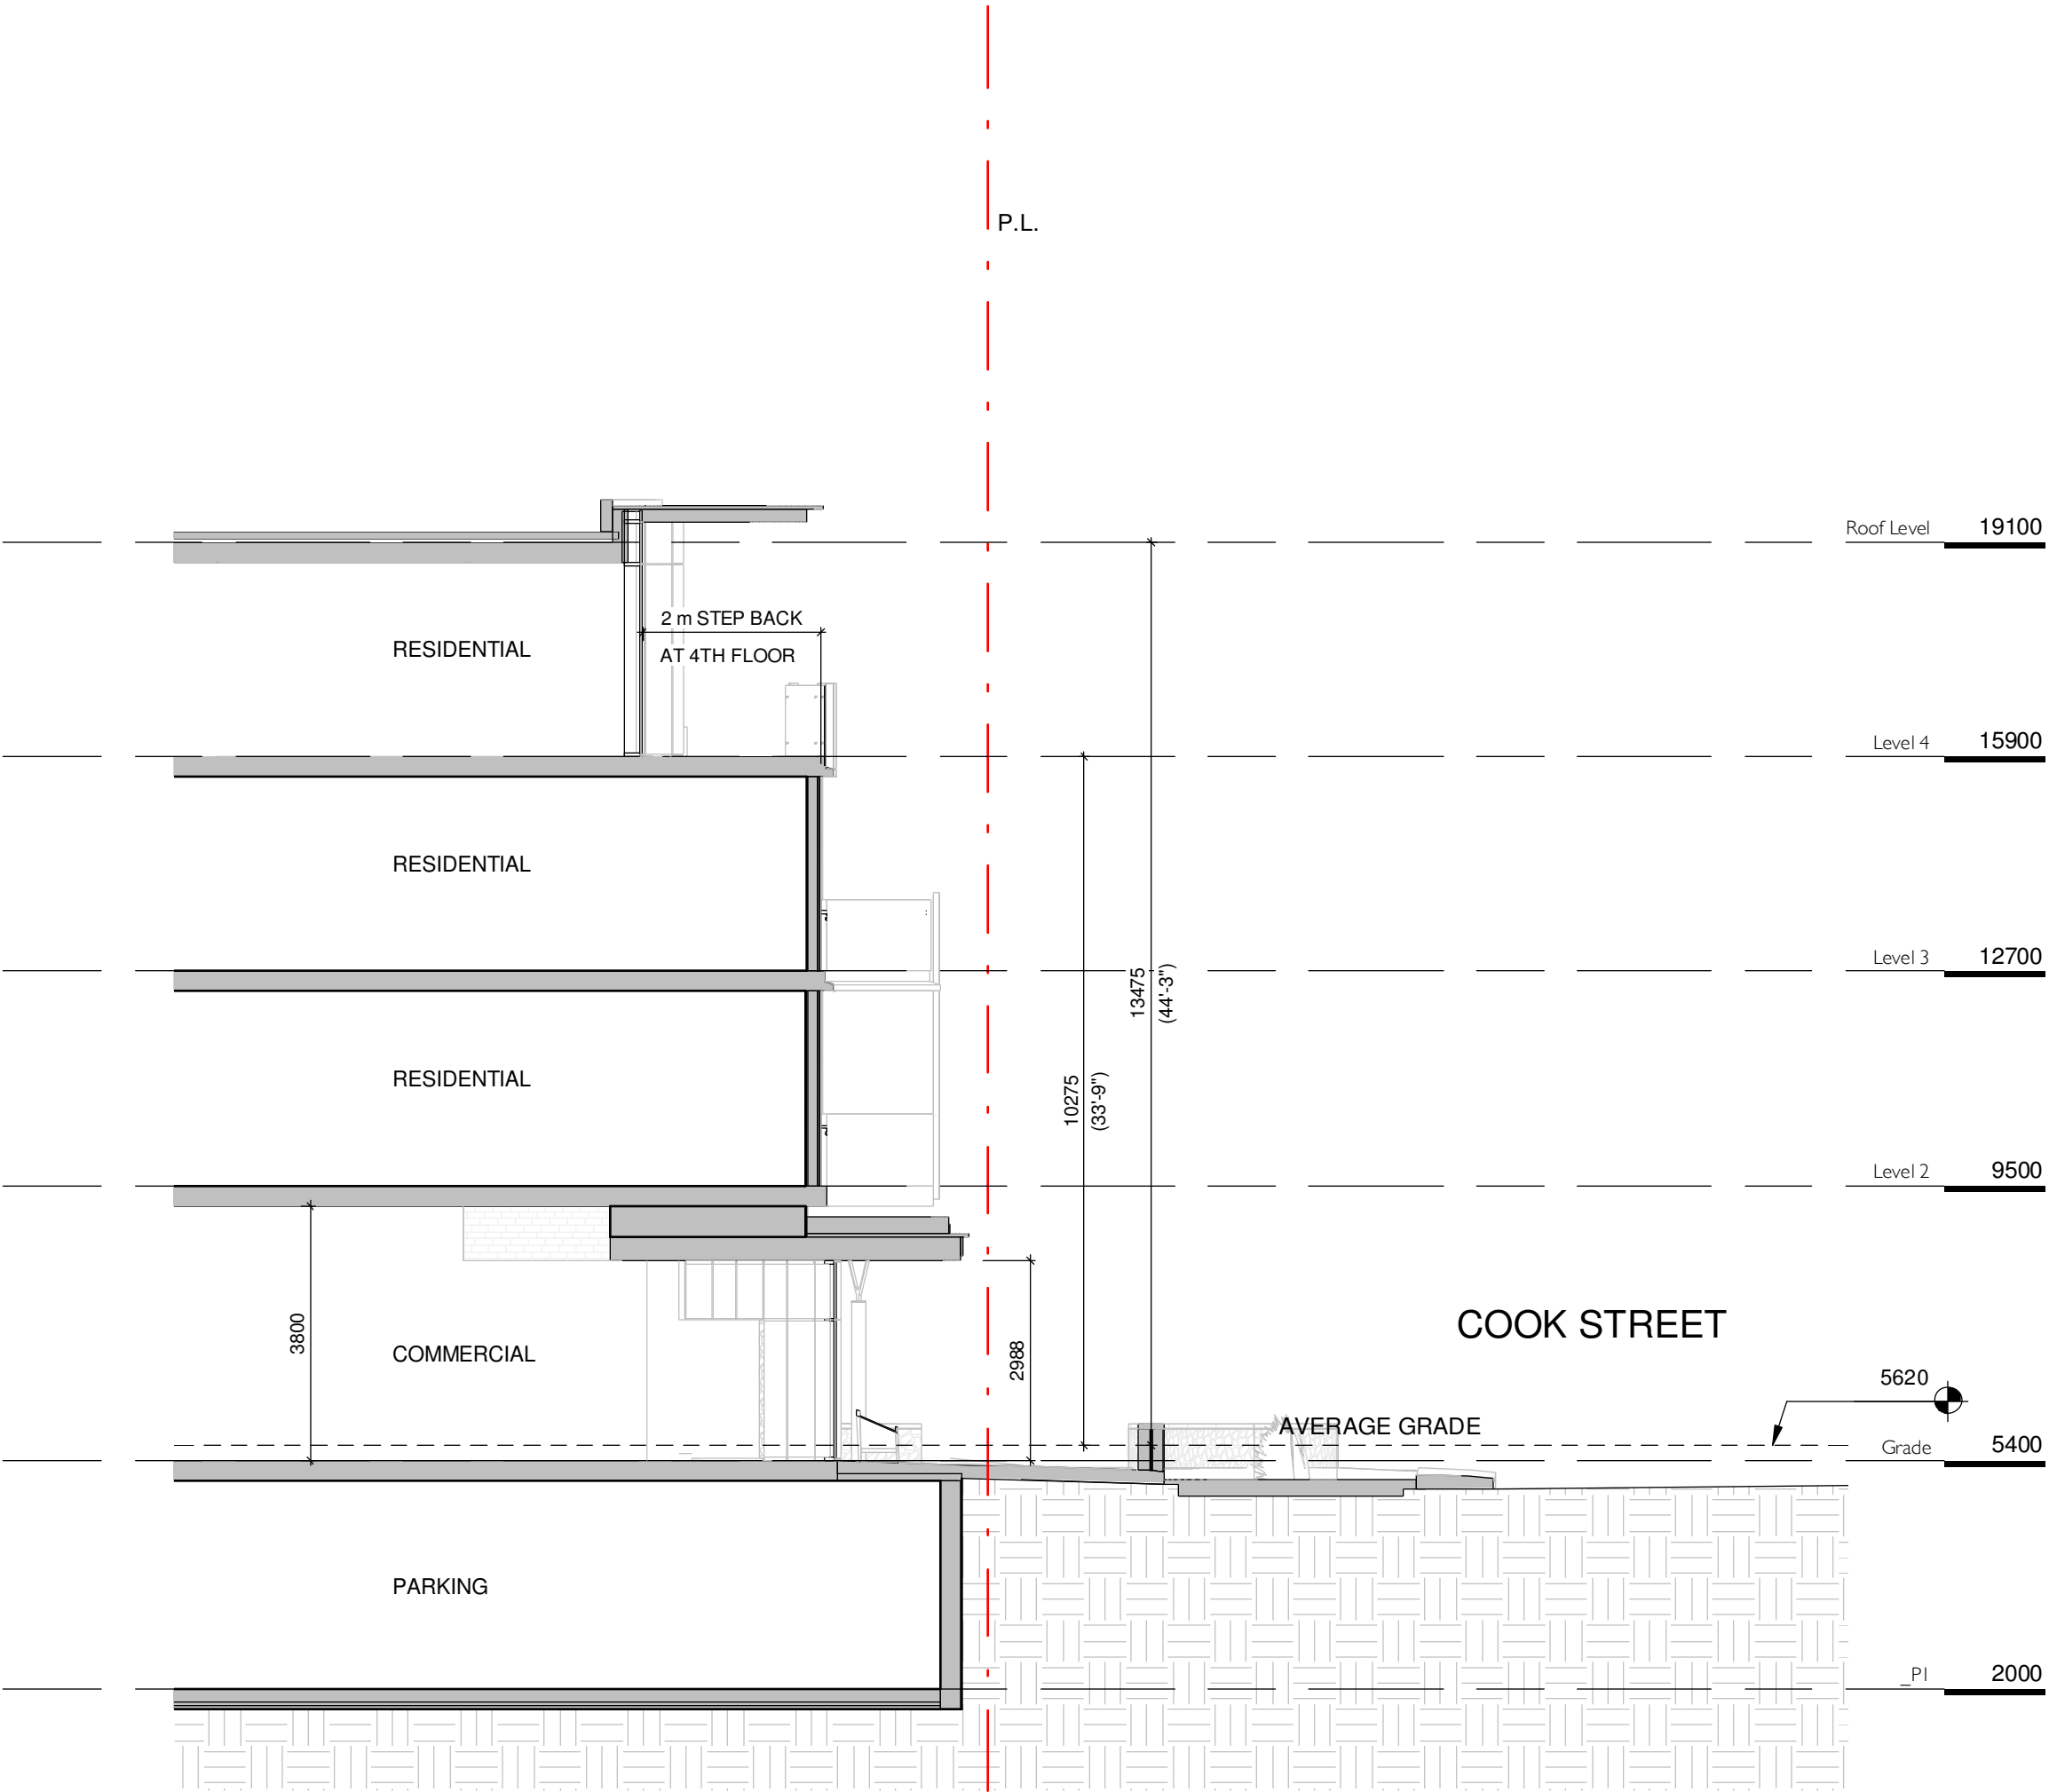 P.L.
Roof Level 19100
2 m STEP BACK
AT 4TH FLOOR
RESIDENTIAL
Level 4 15900
RESIDENTIAL
Level 3 12700
13475
(44'-3")
10275
(33'-9")
RESIDENTIAL
Level 2 9500
3800
COMMERCIAL
2988
COOK STREET
5620
AVERAGE GRADE
Grade 5400
PARKING
_P1 2000